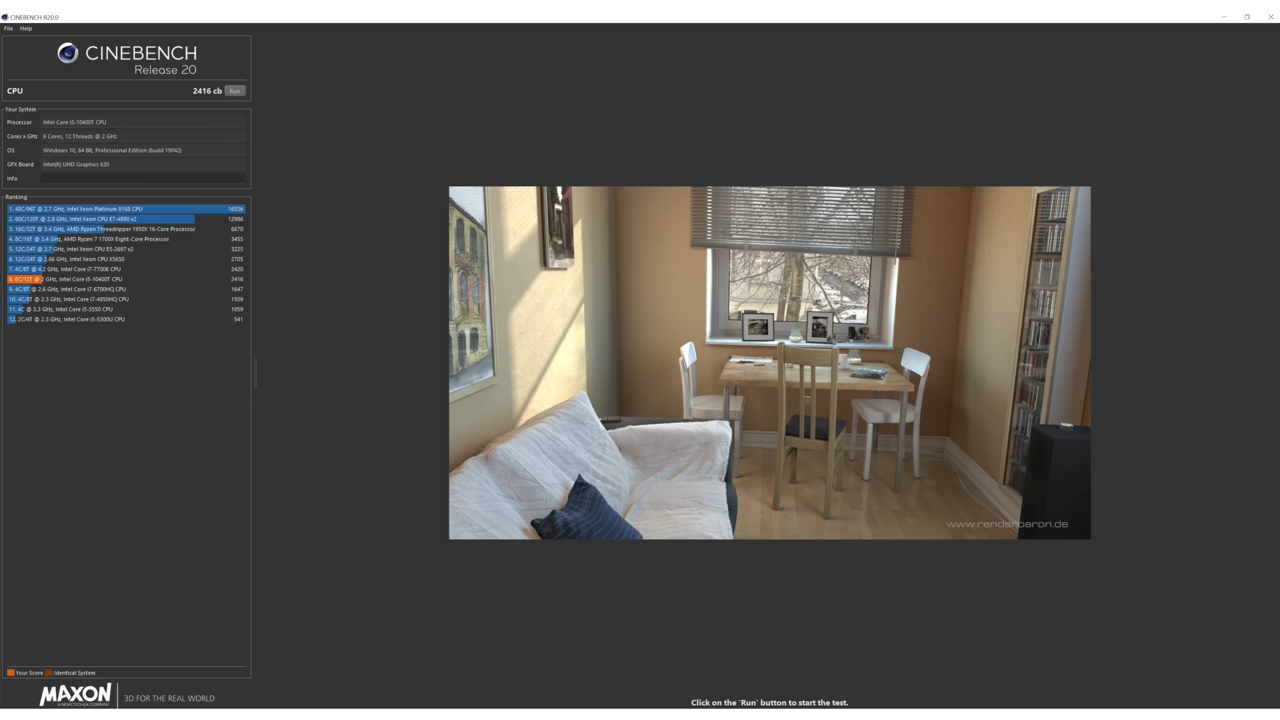 CINEBENCH R20.0
File Help
CINEBENCH
Release 20
CPU 2416 cb Run
Your System
Processor Intel Core i5-10400T CPU
Cores x GHz 6 Cores, 12 Threads @ 2 GHz
OS Windows 10, 64 Bit, Professional Edition (build 19042)
GFX Board Intel(R) UHD Graphics 630
Info
Ranking
1. 48C/96T @ 2.7 GHz, Intel Xeon Platinum 8168 CPU 16536
2. 60C/120T @ 2.8 GHz, Intel Xeon CPU E7-4890 v2 12986
3. 16C/32T @ 3.4 GHz, AMD Ryzen Threadripper 1950X 16-Core Processor 6670
4. 8C/16T @ 3.4 GHz, AMD Ryzen 7 1700X Eight-Core Processor 3455
5. 12C/24T @ 2.7 GHz, Intel Xeon CPU E5-2697 v2 3225
6. 12C/24T @ 2.66 GHz, Intel Xeon CPU X5650 2705
7. 4C/8T @ 4.2 GHz, Intel Core i7-7700K CPU 2420
8. 6C/12T @ 2 GHz, Intel Core i5-10400T CPU 2416
9. 4C/8T @ 2.6 GHz, Intel Core i7-6700HQ CPU 1647
10. 4C/8T @ 2.3 GHz, Intel Core i7-4850HQ CPU 1509
11. 4C @ 3.3 GHz, Intel Core i5-3550 CPU 1059
12. 2C/4T @ 2.3 GHz, Intel Core i5-5300U CPU 541
www.renderbaron.de
Your Score Identical System
MAXON
A NEMETSCHEK COMPANY
3D FOR THE REAL WORLD
Click on the 'Run' button to start the test.